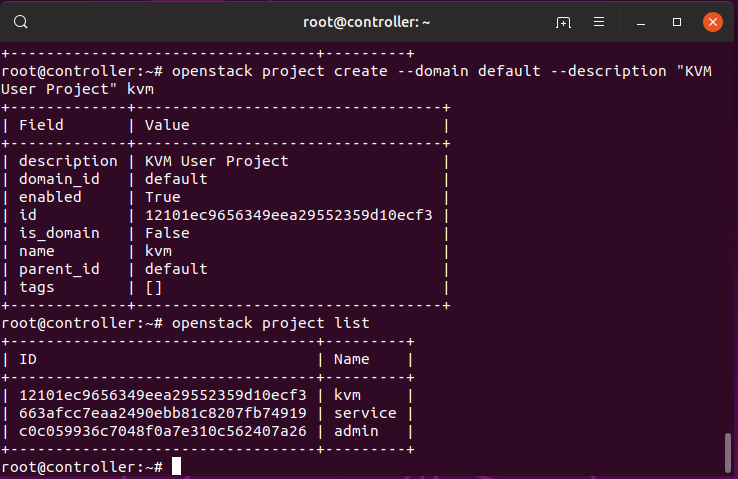 root@controller: ~
+----------------------------------+---------+
root@controller:~# openstack project create --domain default --description "KVM
User Project" kvm
+-------------+----------------------------------+
| Field       | Value                            |
+-------------+----------------------------------+
| description | KVM User Project                 |
| domain_id   | default                          |
| enabled     | True                             |
| id          | 12101ec9656349eea29552359d10ecf3 |
| is_domain   | False                            |
| name        | kvm                              |
| parent_id   | default                          |
| tags        | []                               |
+-------------+----------------------------------+
root@controller:~# openstack project list
+----------------------------------+---------+
| ID                               | Name    |
+----------------------------------+---------+
| 12101ec9656349eea29552359d10ecf3 | kvm     |
| 663afcc7eaa2490ebb81c8207fb74919 | service |
| c0c059936c7048f0a7e310c562407a26 | admin   |
+----------------------------------+---------+
root@controller:~#